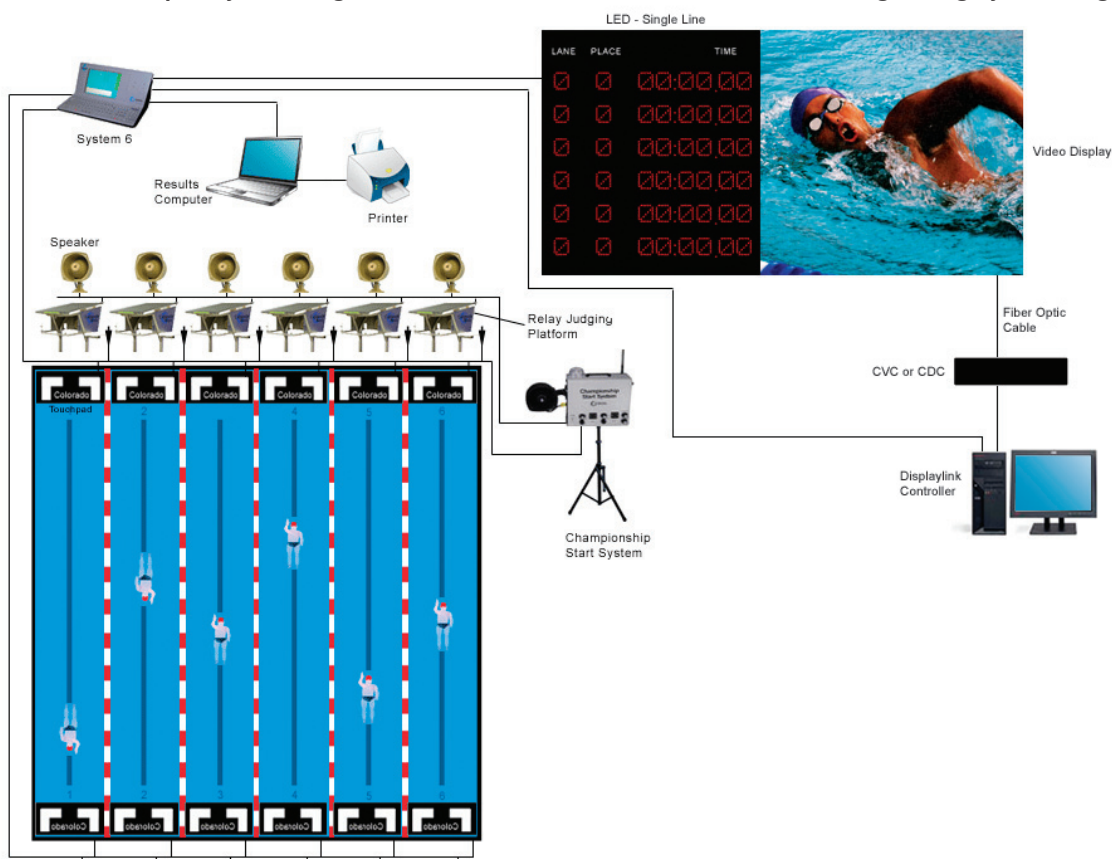 LED - Single Line
LANE PLACE TIME
0 0 00:00.00
0 0 00:00.00
0 0 00:00.00
0 0 00:00.00
0 0 00:00.00
0 0 00:00.00
System 6
Video Display
Results
Computer
Printer
Speaker
Relay Judging
Platform
Fiber Optic
Cable
CVC or CDC
Championship
Start System
Displaylink
Controller
Championship
Start System
Colorado Colorado Colorado Colorado Colorado Colorado
Touchpad 2 3 4 5 6
1 2 3 4 5 6
Colorado Colorado Colorado Colorado Colorado Colorado